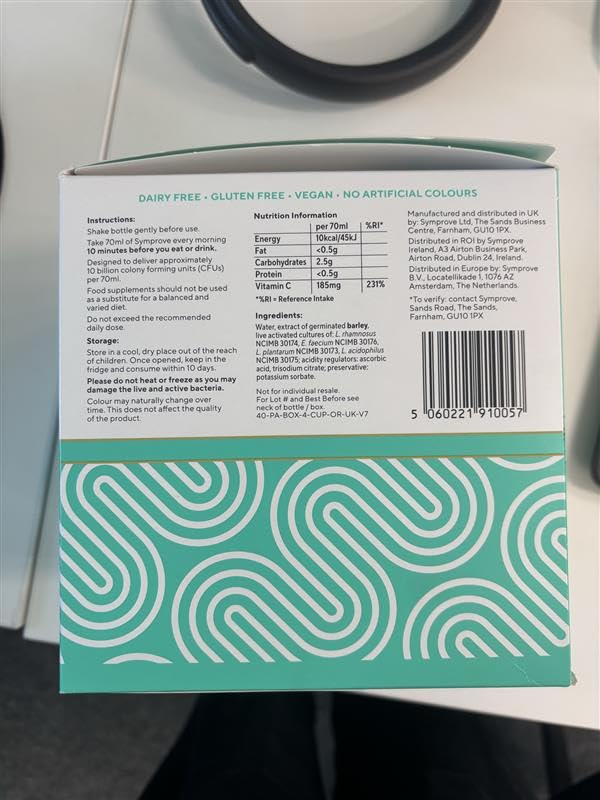 DAIRY FREE • GLUTEN FREE • VEGAN • NO ARTIFICIAL COLOURS
Instructions:
Shake bottle gently before use.
Take 70ml of Symprove every morning
10 minutes before you eat or drink.
Designed to deliver approximately
10 billion colony forming units (CFUs)
per 70ml.
Food supplements should not be used
as a substitute for a balanced and
varied diet.
Do not exceed the recommended
daily dose.
Storage:
Store in a cool, dry place out of the reach
of children. Once opened, keep in the
fridge and consume within 10 days.
Please do not heat or freeze as you may
damage the live and active bacteria.
Colour may naturally change over
time. This does not affect the quality
of the product.
Nutrition Information
per 70ml %RI*
Energy 10kcal/45kJ
Fat <0.5g
Carbohydrates 2.5g
Protein <0.5g
Vitamin C 185mg 231%
*%RI = Reference Intake
Ingredients:
Water, extract of germinated barley,
live activated cultures of: L. rhamnosus
NCIMB 30174, E. faecium NCIMB 30176,
L. plantarum NCIMB 30173, L. acidophilus
NCIMB 30175; acidity regulators: ascorbic
acid, trisodium citrate; preservative:
potassium sorbate.
Not for individual resale.
For Lot # and Best Before see
neck of bottle / box.
40-PA-BOX-4-CUP-OR-UK-V7
Manufactured and distributed in UK
by: Symprove Ltd, The Sands Business
Centre, Farnham, GU10 1PX.
Distributed in ROI by Symprove
Ireland, A3 Airton Business Park,
Airton Road, Dublin 24, Ireland.
Distributed in Europe by: Symprove
B.V., Locatellikade 1, 1076 AZ
Amsterdam, The Netherlands.
*To verify: contact Symprove,
Sands Road, The Sands,
Farnham, GU10 1PX
5 060221 910057